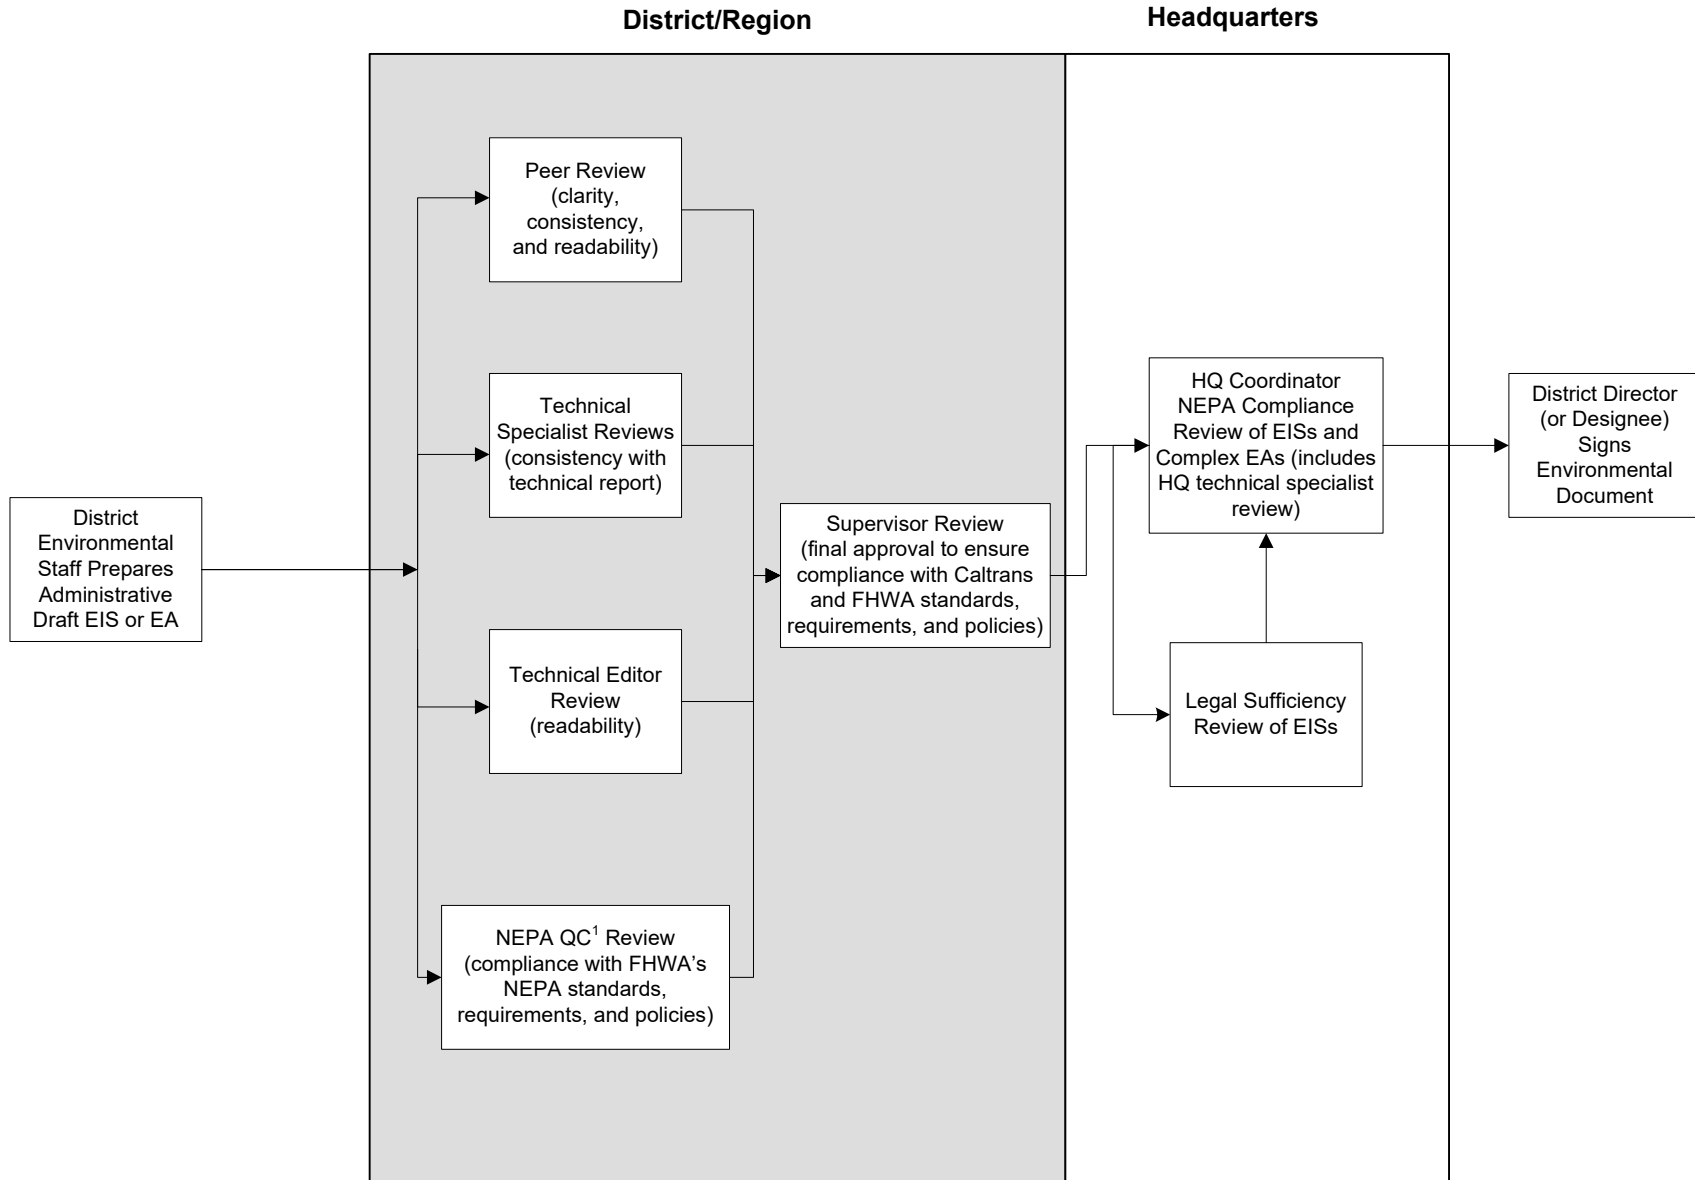 District/Region
Headquarters
Peer Review
(clarity,
consistency,
and readability)
Technical
Specialist Reviews
(consistency with
technical report)
HQ Coordinator
NEPA Compliance
Review of EISs and
Complex EAs (includes
HQ technical specialist
review)
District Director
(or Designee)
Signs
Environmental
Document
District
Environmental
Staff Prepares
Administrative
Draft EIS or EA
Supervisor Review
(final approval to ensure
compliance with Caltrans
and FHWA standards,
requirements, and policies)
Technical Editor
Review
(readability)
Legal Sufficiency
Review of EISs
NEPA QC¹ Review
(compliance with FHWA’s
NEPA standards,
requirements, and policies)